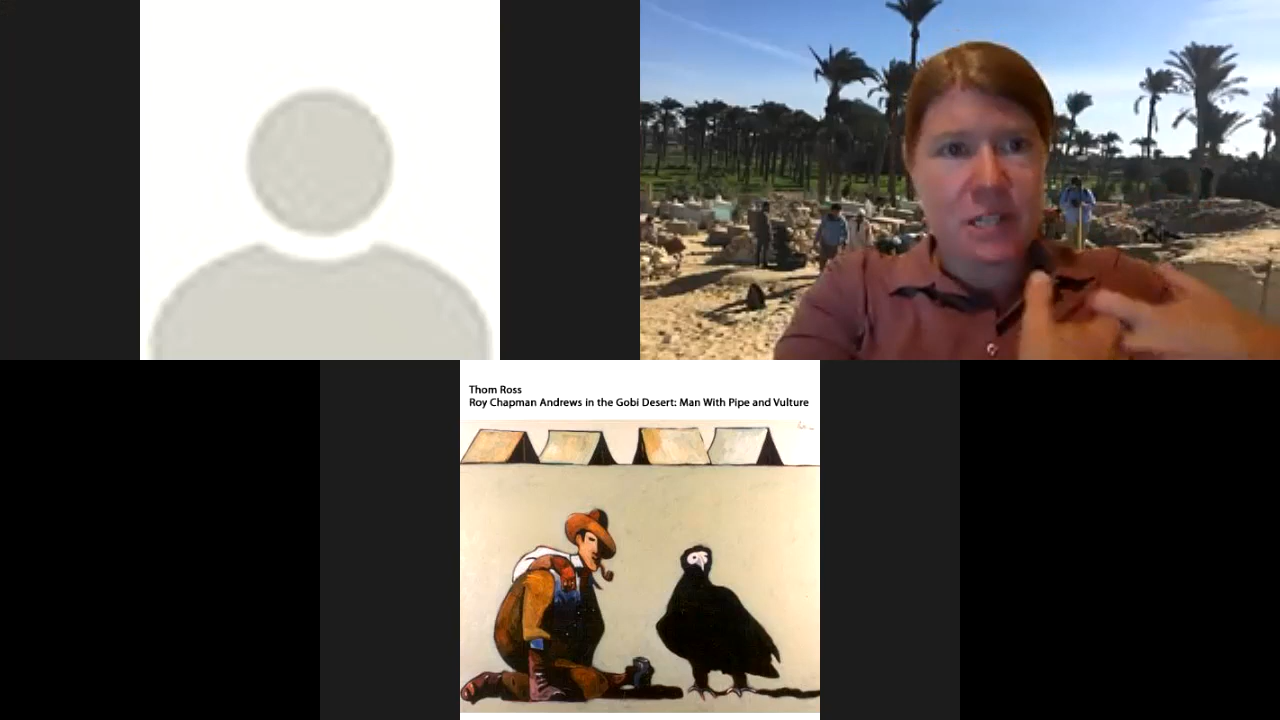 Thom Ross
Roy Chapman Andrews in the Gobi Desert: Man With Pipe and Vulture